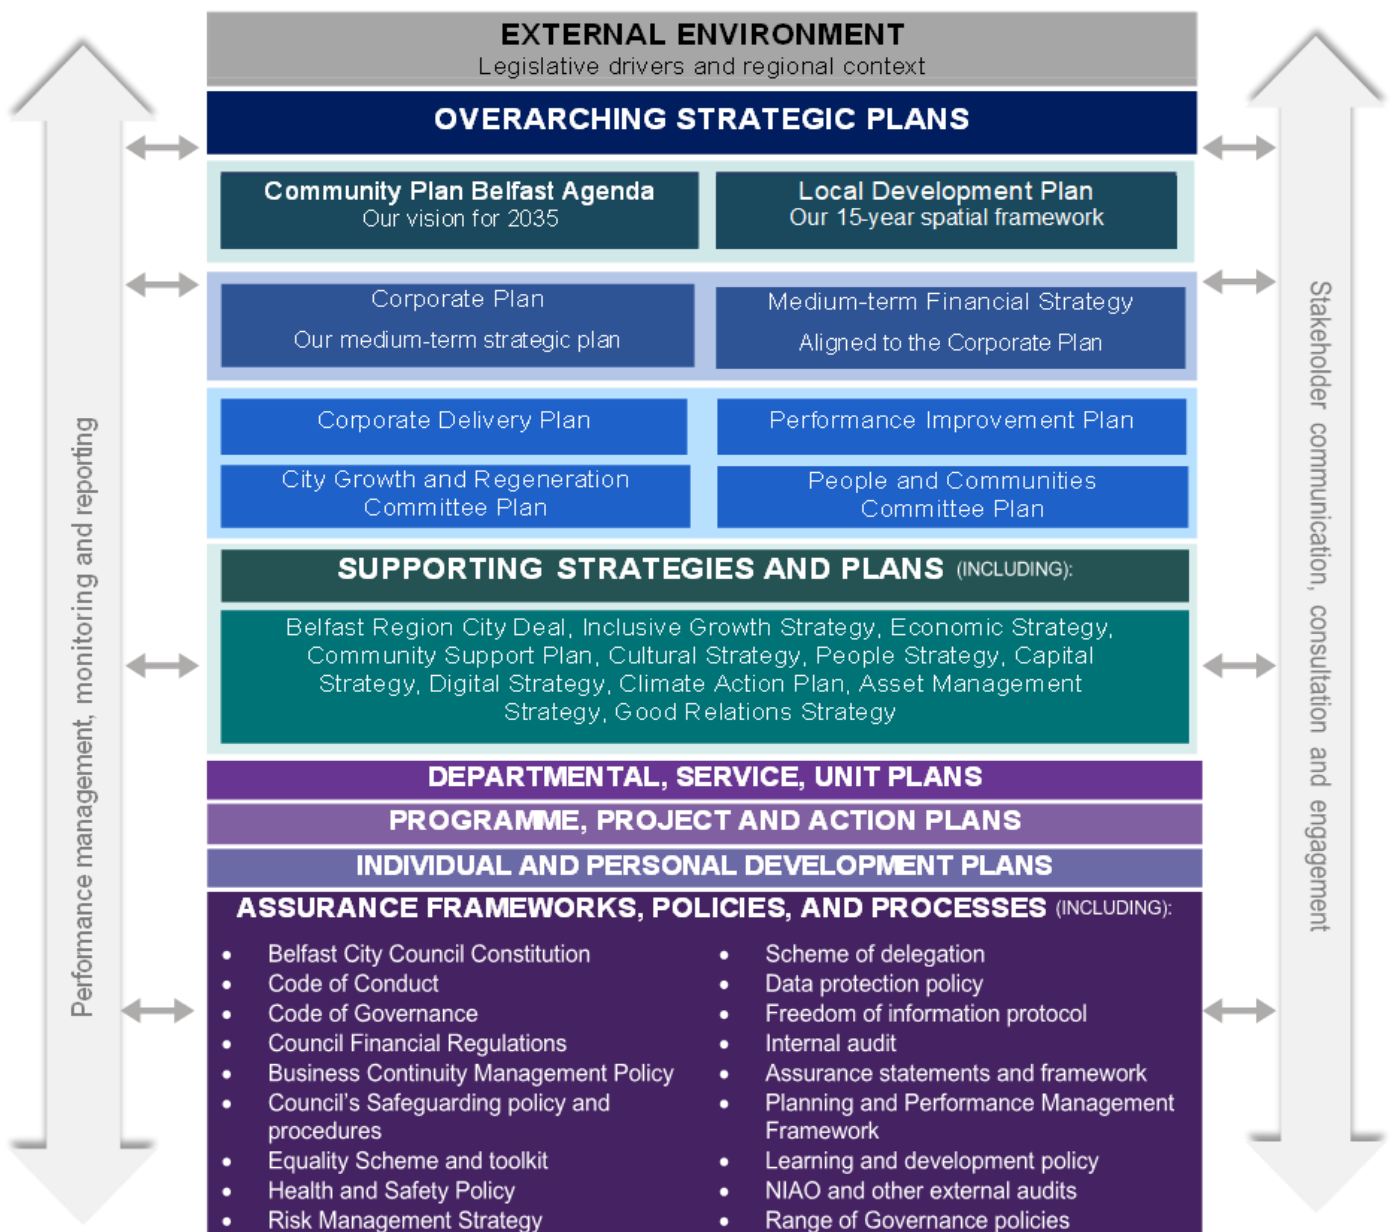 EXTERNAL ENVIRONMENT
Legislative drivers and regional context
OVERARCHING STRATEGIC PLANS
Community Plan Belfast Agenda
Our vision for 2035
Local Development Plan
Our 15-year spatial framework
Corporate Plan
Our medium-term strategic plan
Medium-term Financial Strategy
Aligned to the Corporate Plan
Corporate Delivery Plan
Performance Improvement Plan
City Growth and Regeneration
Committee Plan
People and Communities
Committee Plan
SUPPORTING STRATEGIES AND PLANS (INCLUDING):
Belfast Region City Deal, Inclusive Growth Strategy, Economic Strategy,
Community Support Plan, Cultural Strategy, People Strategy, Capital
Strategy, Digital Strategy, Climate Action Plan, Asset Management
Strategy, Good Relations Strategy
DEPARTMENTAL, SERVICE, UNIT PLANS
PROGRAMME, PROJECT AND ACTION PLANS
INDIVIDUAL AND PERSONAL DEVELOPMENT PLANS
ASSURANCE FRAMEWORKS, POLICIES, AND PROCESSES (INCLUDING):
• Belfast City Council Constitution
• Code of Conduct
• Code of Governance
• Council Financial Regulations
• Business Continuity Management Policy
• Council's Safeguarding policy and
procedures
• Equality Scheme and toolkit
• Health and Safety Policy
• Risk Management Strategy
• Scheme of delegation
• Data protection policy
• Freedom of information protocol
• Internal audit
• Assurance statements and framework
• Planning and Performance Management
Framework
• Learning and development policy
• NIAO and other external audits
• Range of Governance policies
Performance management, monitoring and reporting
Stakeholder communication, consultation and engagement